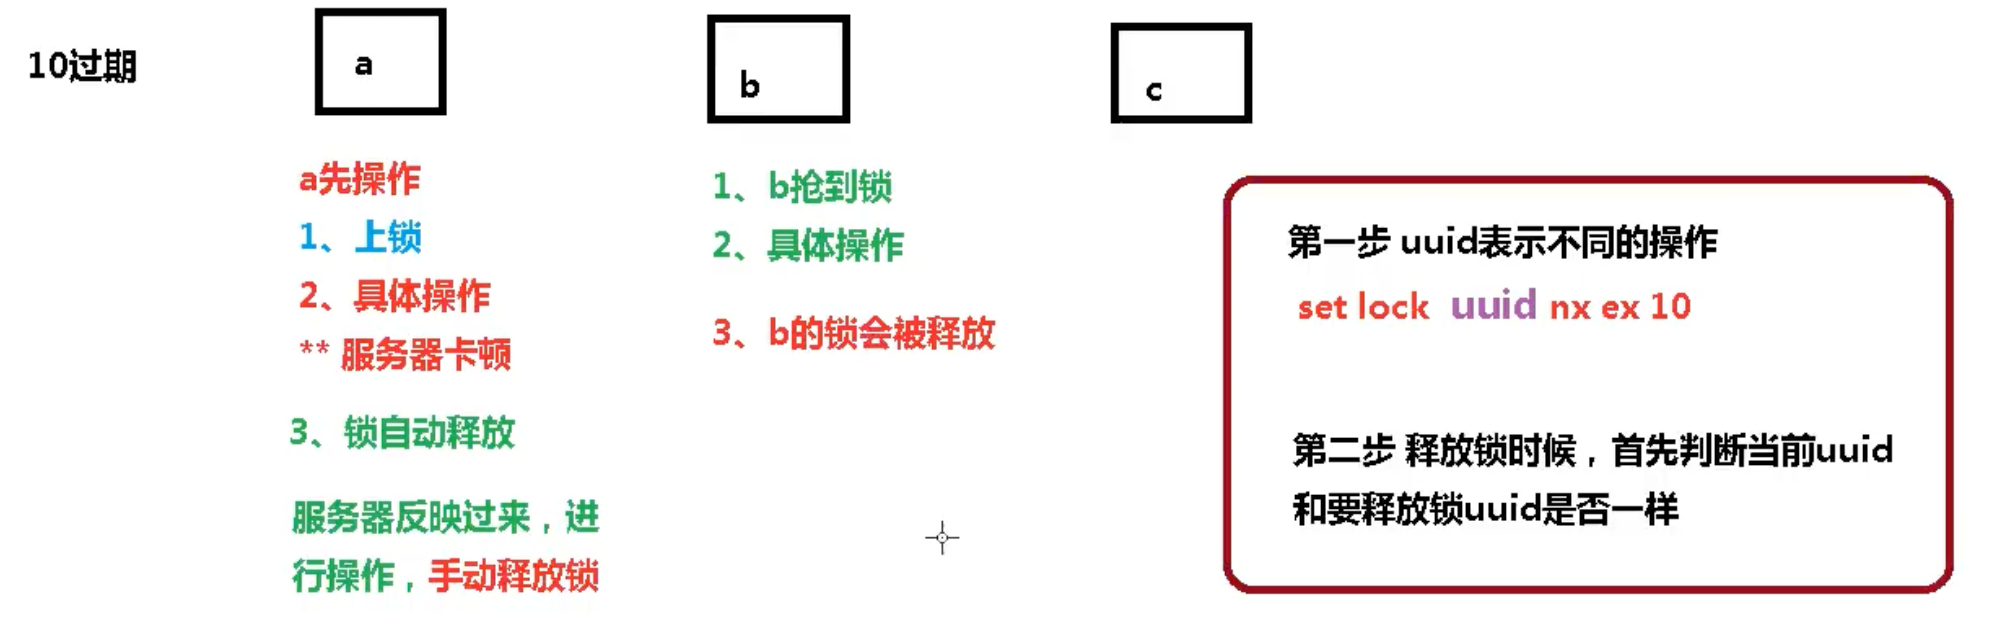 10过期
a
b
c
a先操作
1、上锁
2、具体操作
** 服务器卡顿
3、锁自动释放
服务器反映过来，进
行操作，手动释放锁
1、b抢到锁
2、具体操作
3、b的锁会被释放
第一步 uuid表示不同的操作
set lock uuid nx ex 10
第二步 释放锁时候，首先判断当前uuid
和要释放锁uuid是否一样